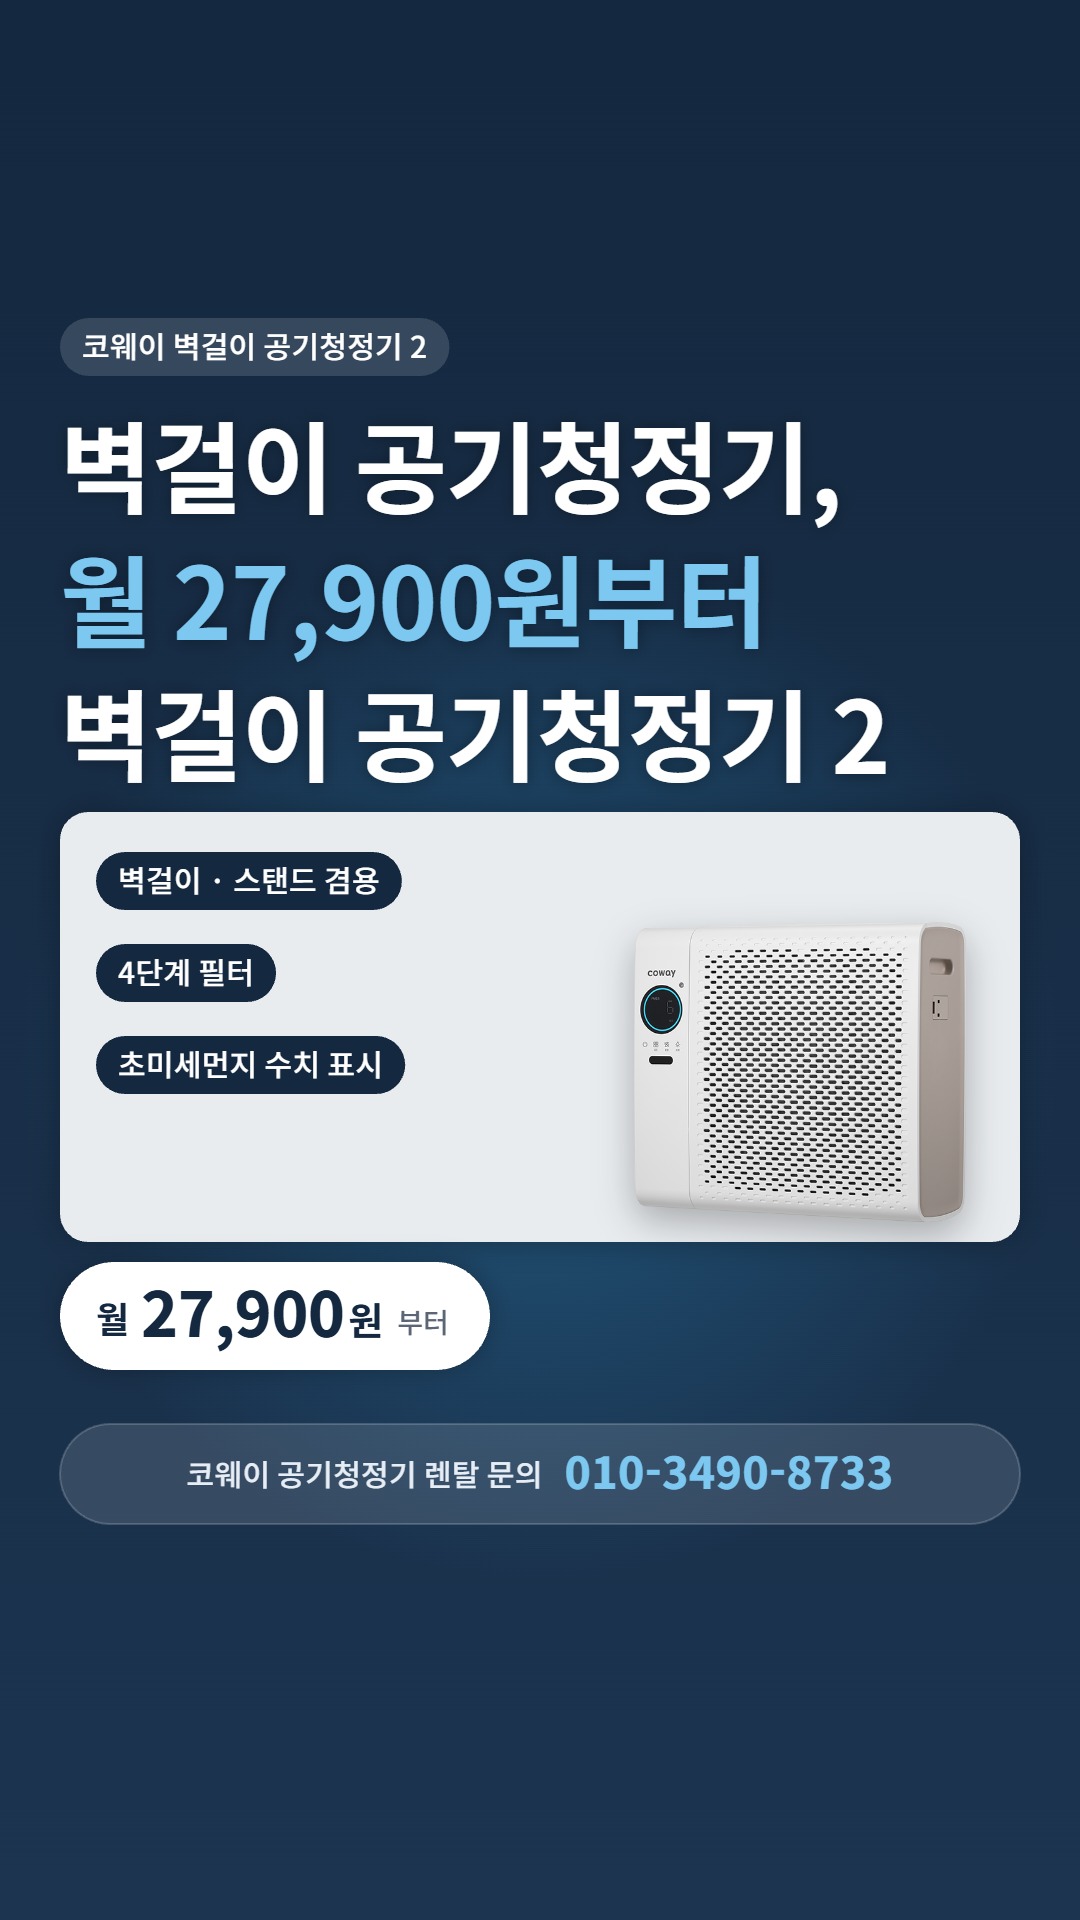 코웨이 벽걸이 공기청정기 2
벽걸이 공기청정기,
월 27,900원부터
벽걸이 공기청정기 2
벽걸이 · 스탠드 겸용
4단계 필터
초미세먼지 수치 표시
coway
월 27,900원 부터
코웨이 공기청정기 렌탈 문의 010-3490-8733